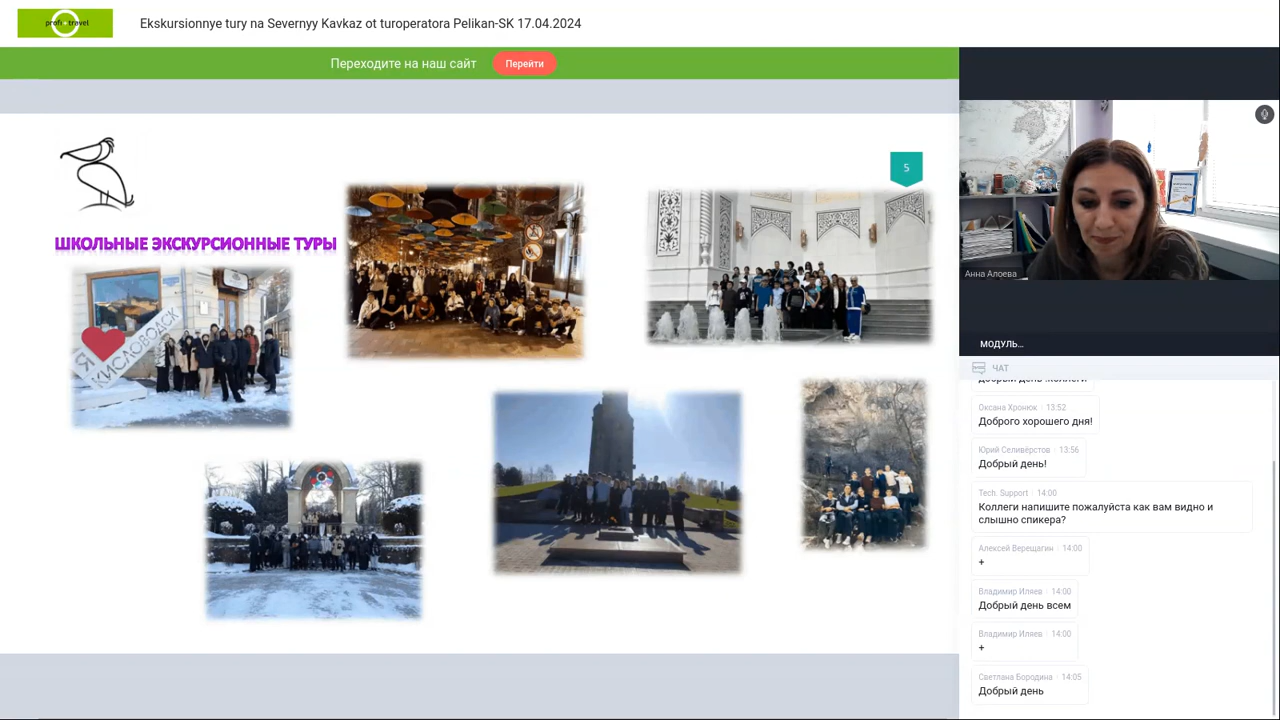 profi travel
Ekskursionnye tury na Severnyy Kavkaz ot turoperatora Pelikan-SK 17.04.2024
Переходите на наш сайт
Перейти
5
ШКОЛЬНЫЕ ЭКСКУРСИОННЫЕ ТУРЫ
Я
КИСЛОВОДСК
Анна Алоева
МОДУЛЬ...
ЧАТ
Оксана Хронюк 13:52
Доброго хорошего дня!
Юрий Селивёрстов 13:56
Добрый день!
Tech. Support 14:00
Коллеги напишите пожалуйста как вам видно и
слышно спикера?
Алексей Верещагин 14:00
+
Владимир Иляев 14:00
Добрый день всем
Владимир Иляев 14:00
+
Светлана Бородина 14:05
Добрый день